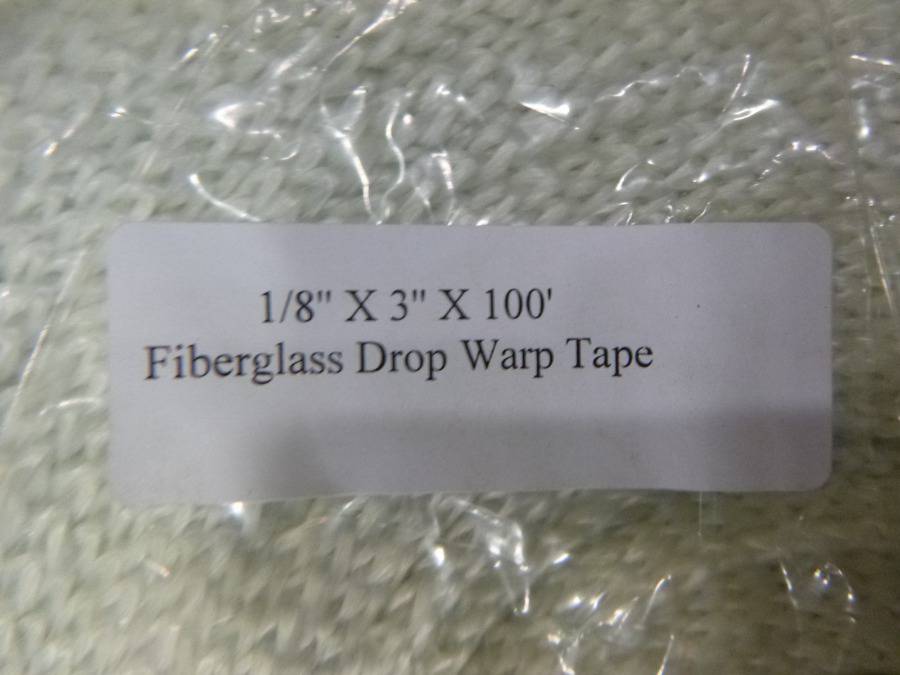 1/8" X 3" X 100'
Fiberglass Drop Warp Tape